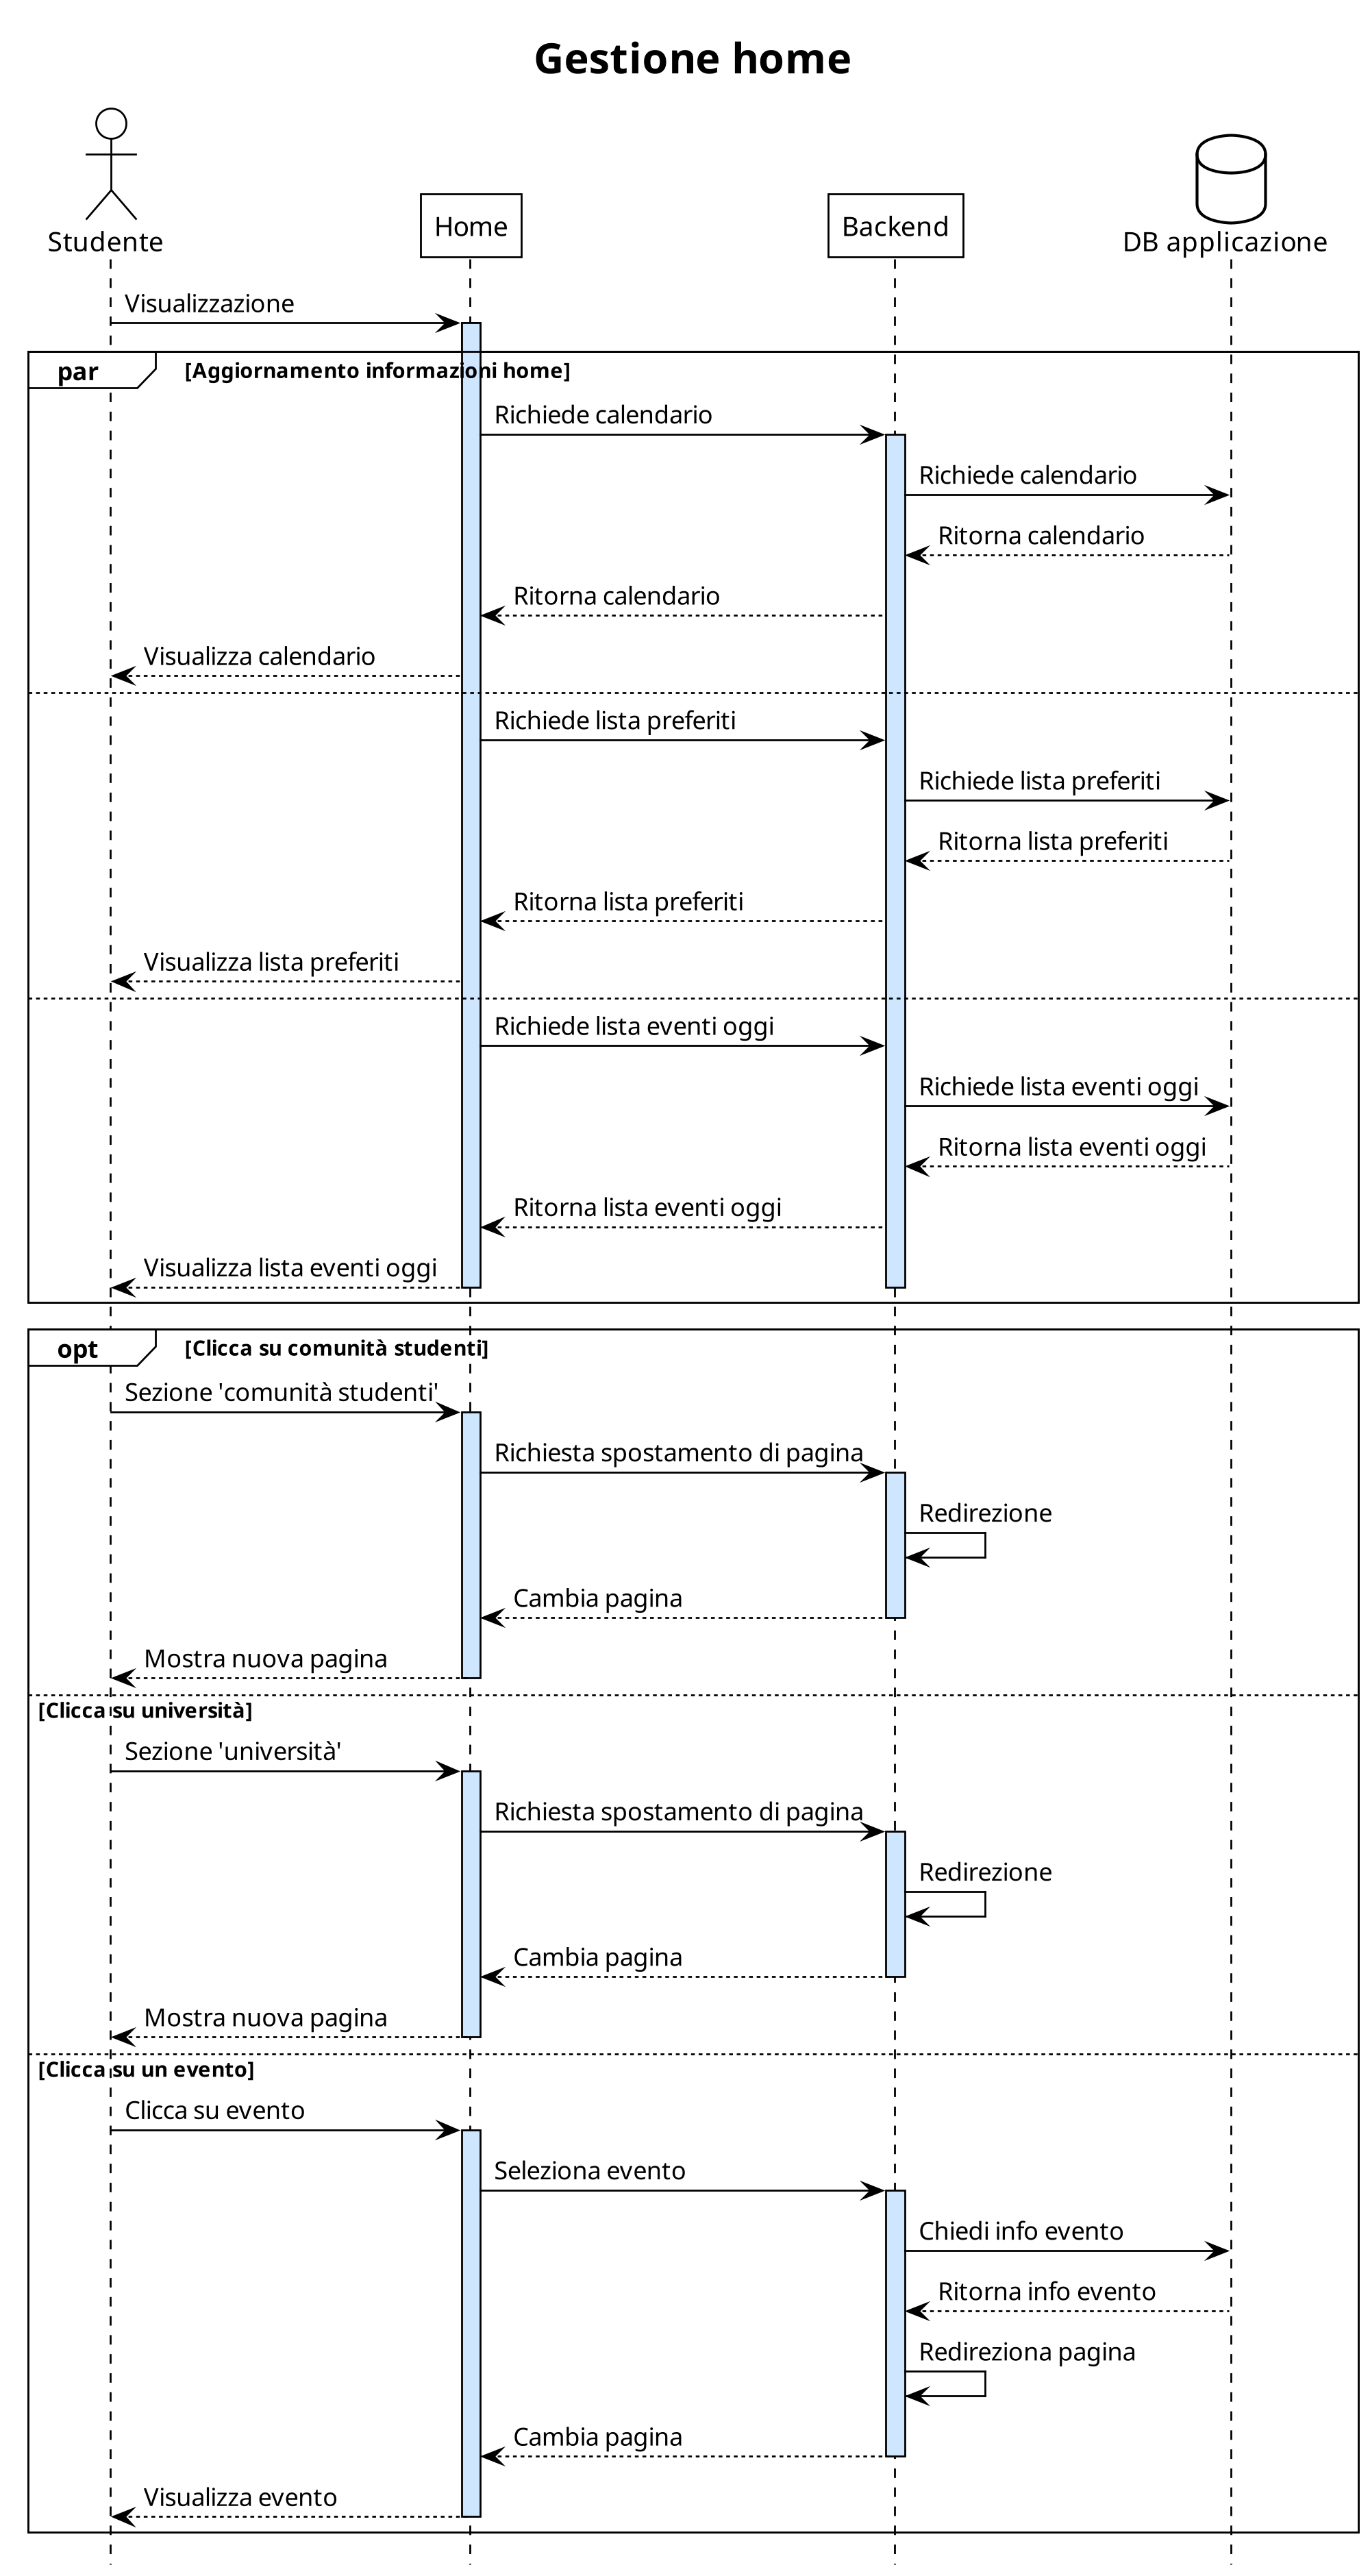 Gestione home
Studente
Home
Backend
DB applicazione
Visualizzazione
par [Aggiornamento informazioni home]
Richiede calendario
Richiede calendario
Ritorna calendario
Ritorna calendario
Visualizza calendario
Richiede lista preferiti
Richiede lista preferiti
Ritorna lista preferiti
Ritorna lista preferiti
Visualizza lista preferiti
Richiede lista eventi oggi
Richiede lista eventi oggi
Ritorna lista eventi oggi
Ritorna lista eventi oggi
Visualizza lista eventi oggi
opt [Clicca su comunità studenti]
Sezione 'comunità studenti'
Richiesta spostamento di pagina
Redirezione
Cambia pagina
Mostra nuova pagina
[Clicca su università]
Sezione 'università'
Richiesta spostamento di pagina
Redirezione
Cambia pagina
Mostra nuova pagina
[Clicca su un evento]
Clicca su evento
Seleziona evento
Chiedi info evento
Ritorna info evento
Redireziona pagina
Cambia pagina
Visualizza evento